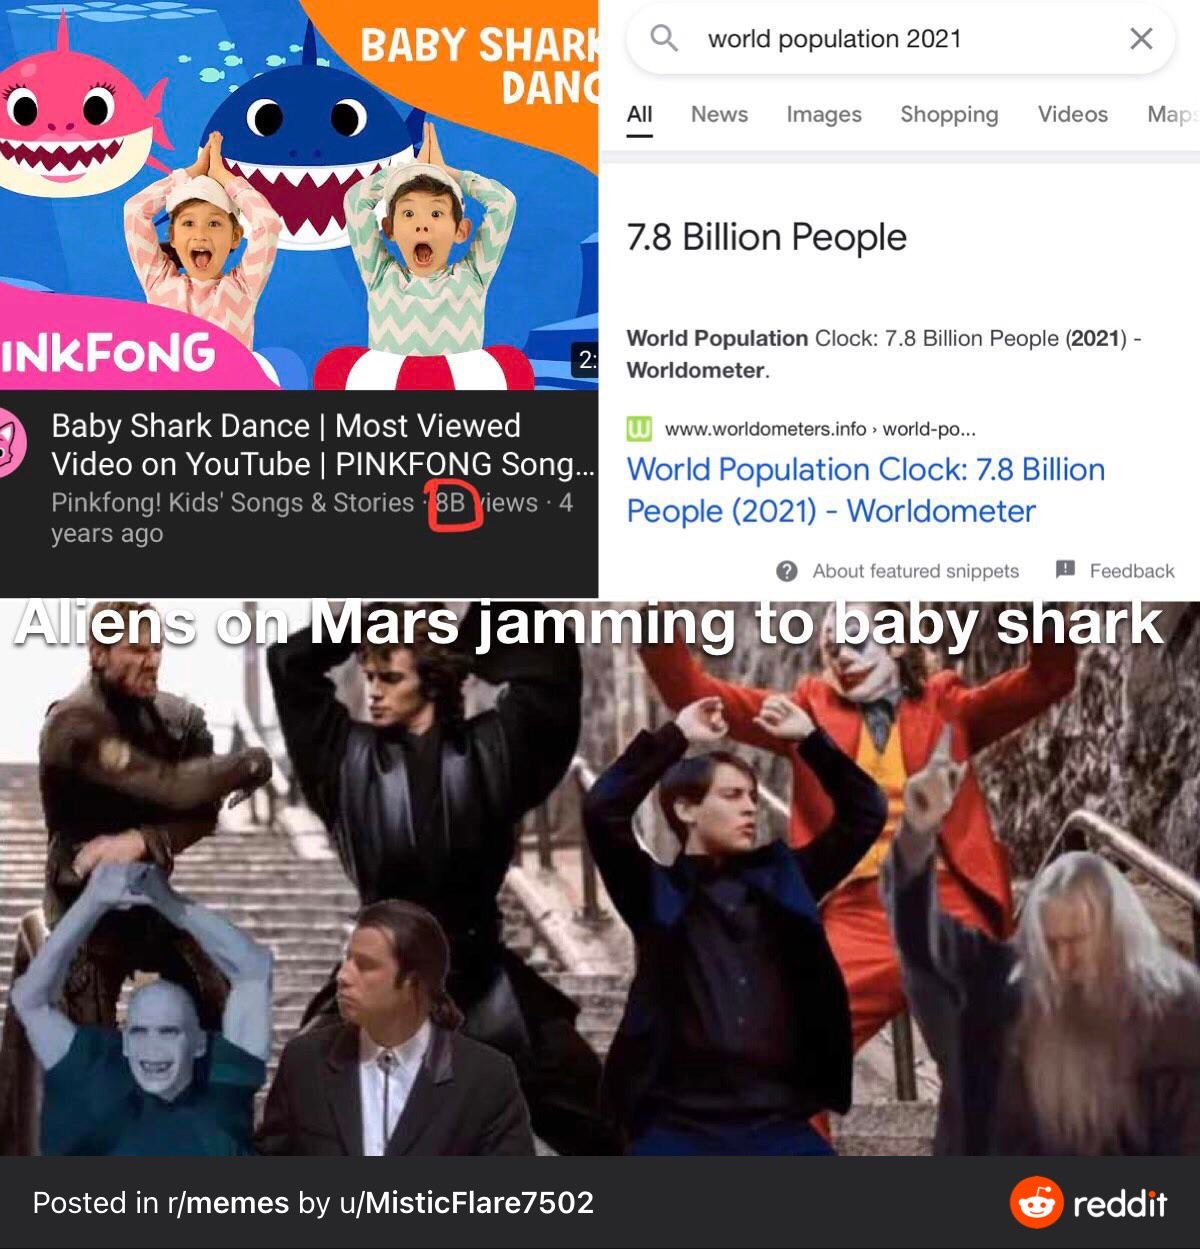 BABY SHARK
DANC
INKFONG
2:
Baby Shark Dance | Most Viewed
Video on YouTube | PINKFONG Song...
Pinkfong! Kids' Songs & Stories · 8B views · 4
years ago
world population 2021
All News Images Shopping Videos Maps
7.8 Billion People
World Population Clock: 7.8 Billion People (2021) -
Worldometer.
www.worldometers.info › world-po...
World Population Clock: 7.8 Billion
People (2021) - Worldometer
About featured snippets Feedback
Aliens on Mars jamming to baby shark
Posted in r/memes by u/MisticFlare7502
reddit